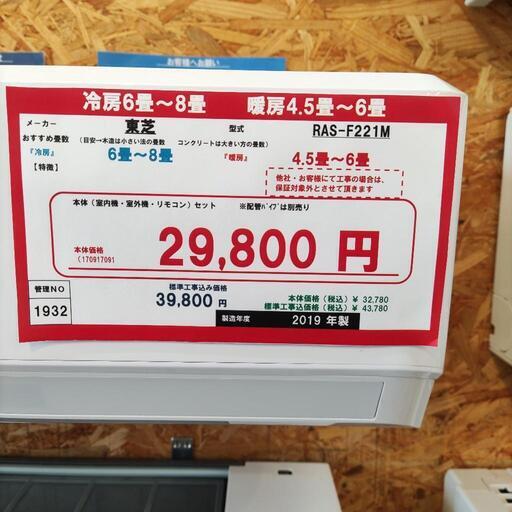 お客様へお願い
冷房6畳～8畳 暖房4.5畳～6畳
メーカー 東芝 型式 RAS-F221M
おすすめ畳数 (目安→木造は小さい法の畳数 コンクリートは大きい方の畳数)
『冷房』 6畳～8畳 『暖房』 4.5畳～6畳
【特徴】
他社・お客様にて工事の場合は、
保証対象外とさせて頂きます
本体（室内機・室外機・リモコン）セット ※配管ﾊﾟｲﾌﾟは別売り
本体価格 29,800 円
(170917091
標準工事込み価格
39,800 円
本体価格（税込）¥ 32,780
標準工事込価格（税込）¥ 43,780
管理NO
1932
製造年度 2019 年製